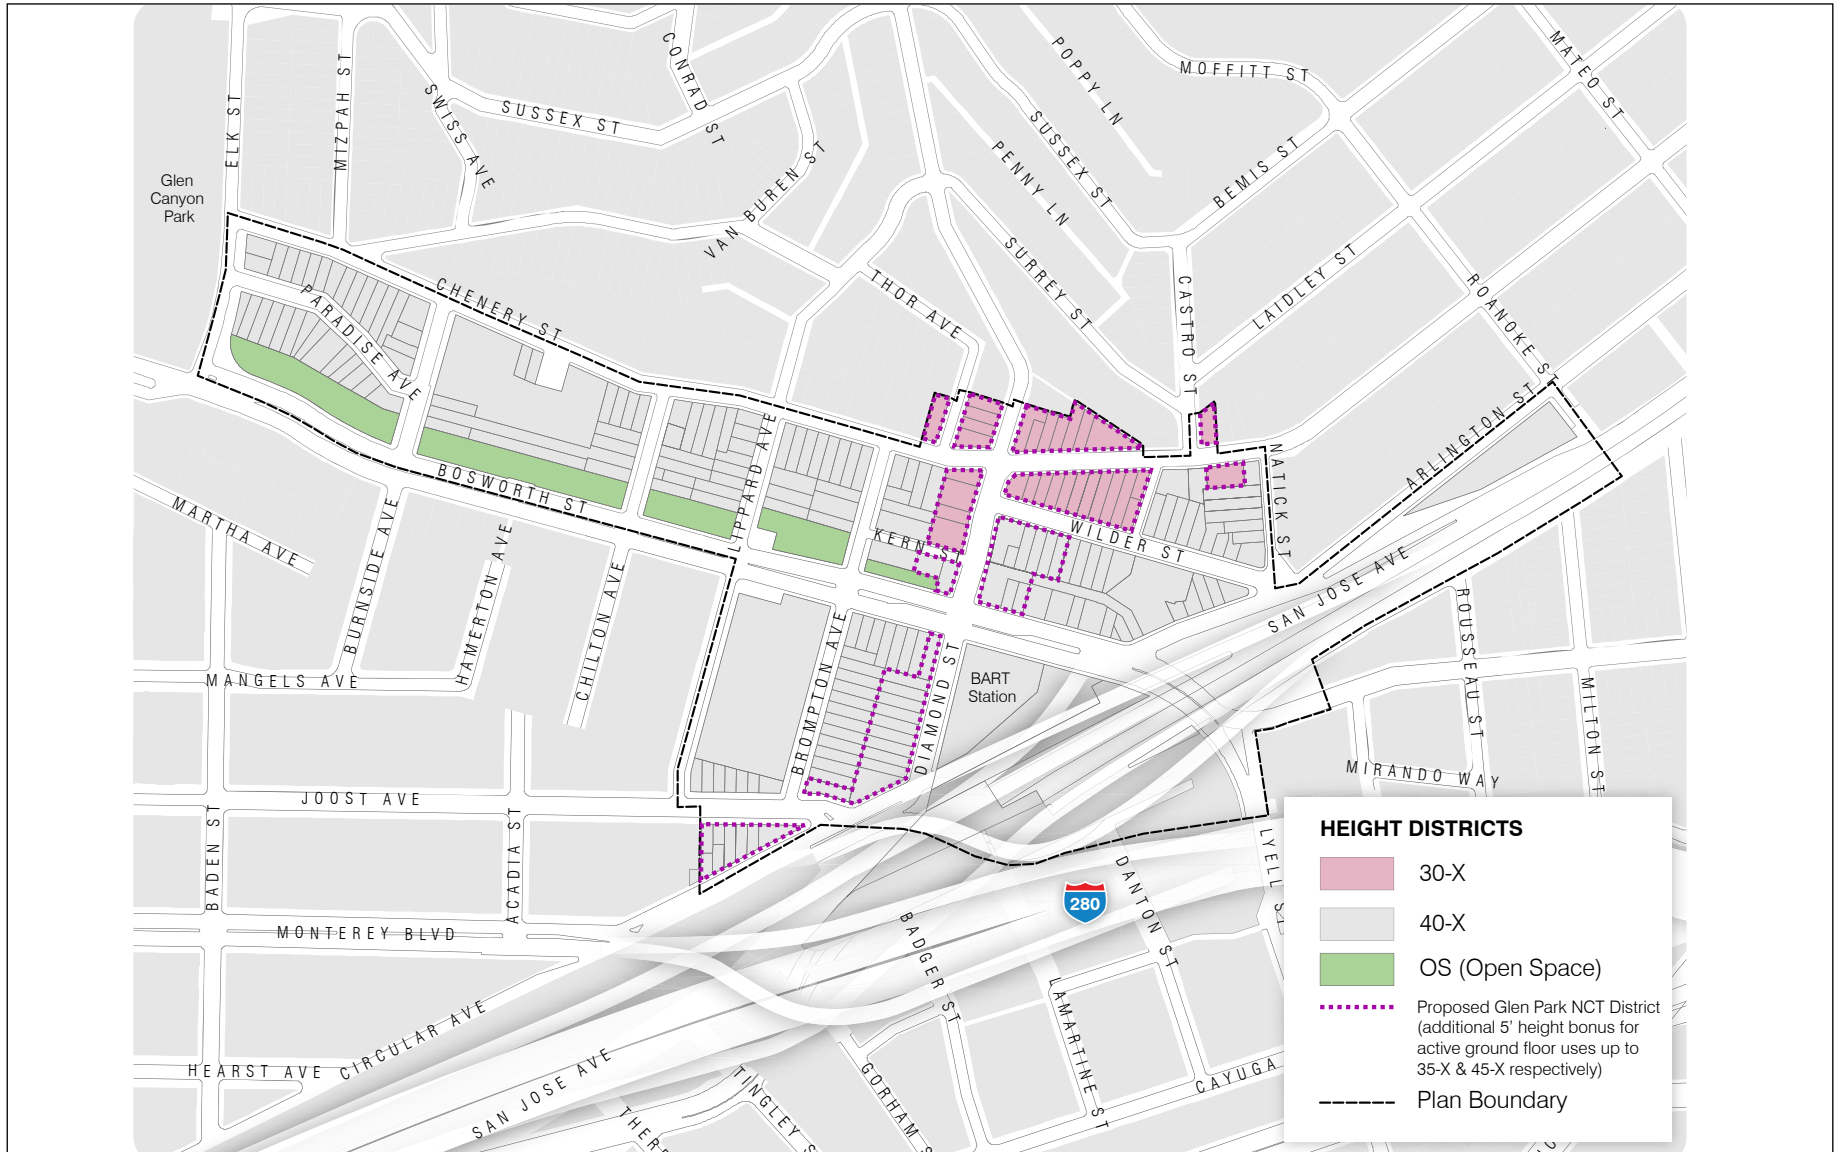 ELK ST
MIZPAH ST
SWISS AVE
SUSSEX ST
CONRAD ST
VAN BUREN ST
POPPY LN
PENNY LN
SUSSEX ST
MOFFITT ST
BEMIS ST
MATEO ST
Glen
Canyon
Park
CHENERY ST
PARADISE AVE
THOR AVE
SURREY ST
CASTRO ST
LAIDLEY ST
ROANOKE ST
ARLINGTON ST
NATICK ST
BOSWORTH ST
LIPPARD AVE
KERN ST
WILDER ST
SAN JOSE AVE
MARTHA AVE
BURNSIDE AVE
HAMERTON AVE
CHILTON AVE
MANGELS AVE
BROMPTON AVE
DIAMOND ST
BART
Station
ROUSSEAU ST
MILTON ST
MIRANDO WAY
JOOST AVE
BADEN ST
ACADIA ST
MONTEREY BLVD
280
LYELL ST
DANTON ST
BADGER ST
LAMARTINE ST
CIRCULAR AVE
HEARST AVE
SAN JOSE AVE
TINGLEY S
GORHAM S
CAYUGA
HEIGHT DISTRICTS
30-X
40-X
OS (Open Space)
Proposed Glen Park NCT District
(additional 5' height bonus for
active ground floor uses up to
35-X & 45-X respectively)
Plan Boundary